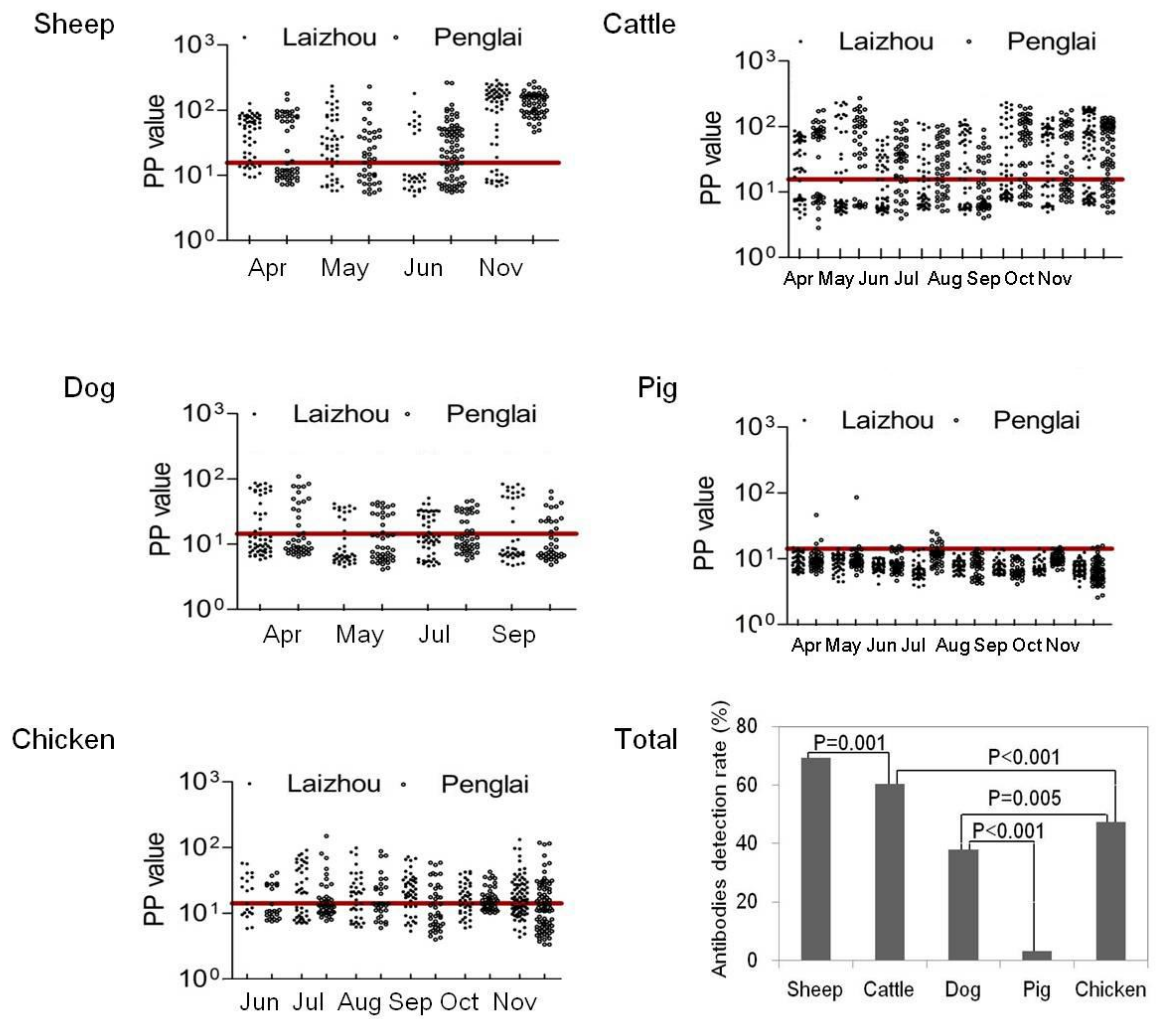 Sheep
Laizhou Penglai
PP value
10³
10²
10¹
10⁰
Apr May Jun Nov
Cattle
Laizhou Penglai
PP value
10³
10²
10¹
10⁰
Apr May Jun Jul Aug Sep Oct Nov
Dog
Laizhou Penglai
PP value
10³
10²
10¹
10⁰
Apr May Jul Sep
Pig
Laizhou Penglai
PP value
10³
10²
10¹
10⁰
Apr May Jun Jul Aug Sep Oct Nov
Chicken
Laizhou Penglai
PP value
10³
10²
10¹
10⁰
Jun Jul Aug Sep Oct Nov
Total
Antibodies detection rate (%)
80
60
40
20
0
P=0.001
P<0.001
P=0.005
P<0.001
Sheep Cattle Dog Pig Chicken